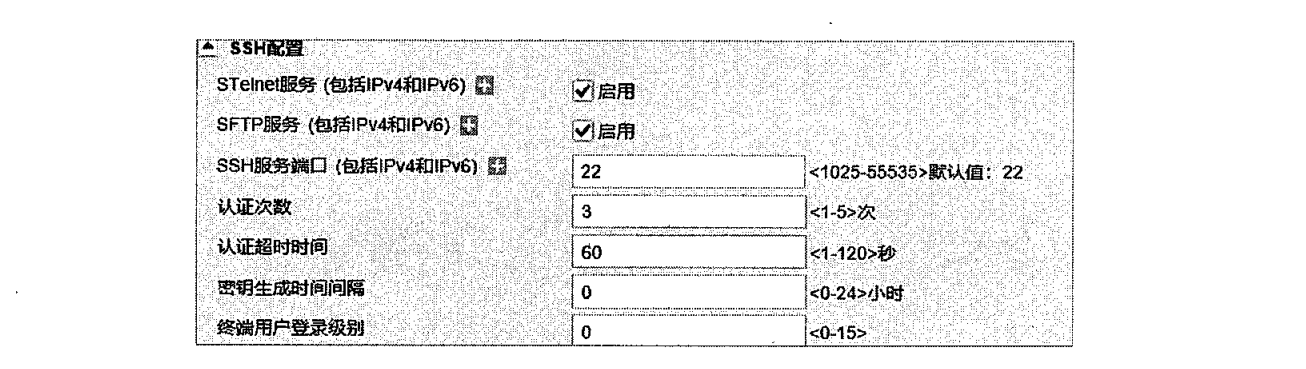 SSH配置
STelnet服务 (包括IPv4和IPv6)
启用
SFTP服务 (包括IPv4和IPv6)
启用
SSH服务端口 (包括IPv4和IPv6)
22
<1025-55535>默认值：22
认证次数
3
<1-5>次
认证超时时间
60
<1-120>秒
密钥生成时间间隔
0
<0-24>小时
终端用户登录级别
0
<0-15>